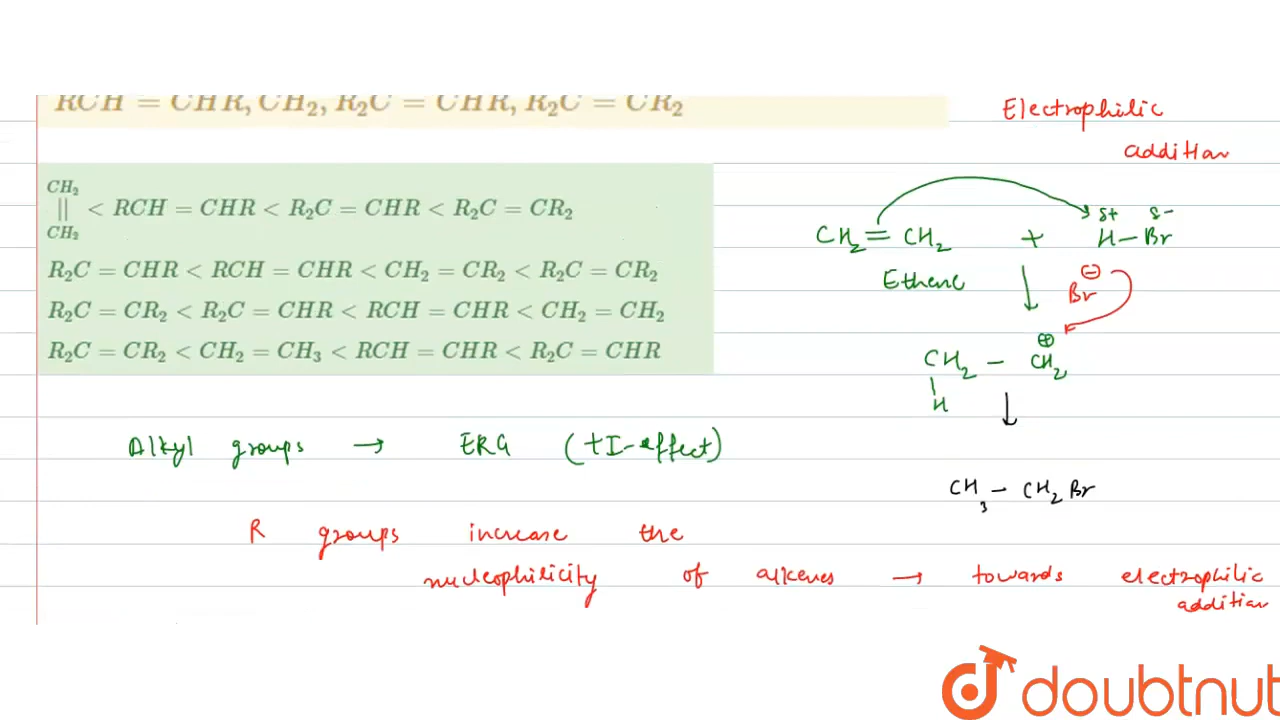 RCH = CHR, CH₂, R₂C = CHR, R₂C = CR₂
CH₂
|| < RCH = CHR < R₂C = CHR < R₂C = CR₂
CH₂
R₂C = CHR < RCH = CHR < CH₂ = CR₂ < R₂C = CR₂
R₂C = CR₂ < R₂C = CHR < RCH = CHR < CH₂ = CH₂
R₂C = CR₂ < CH₂ = CH₃ < RCH = CHR < R₂C = CHR
Electrophilic
addition
δ+ δ−
CH₂ = CH₂ + H − Br
Ethene
⊖
Br
⊕
CH₂ − CH₂
|
H
CH₃ − CH₂Br
Alkyl groups → ERG (+I-effect)
R groups increase the
nucleophilicity of alkenes → towards electrophilic
addition
doubtnut